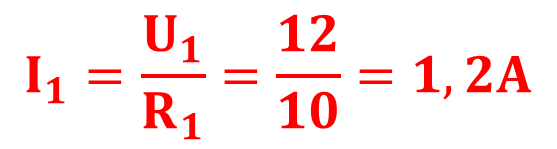 I₁ = U₁/R₁ = 12/10 = 1,2A